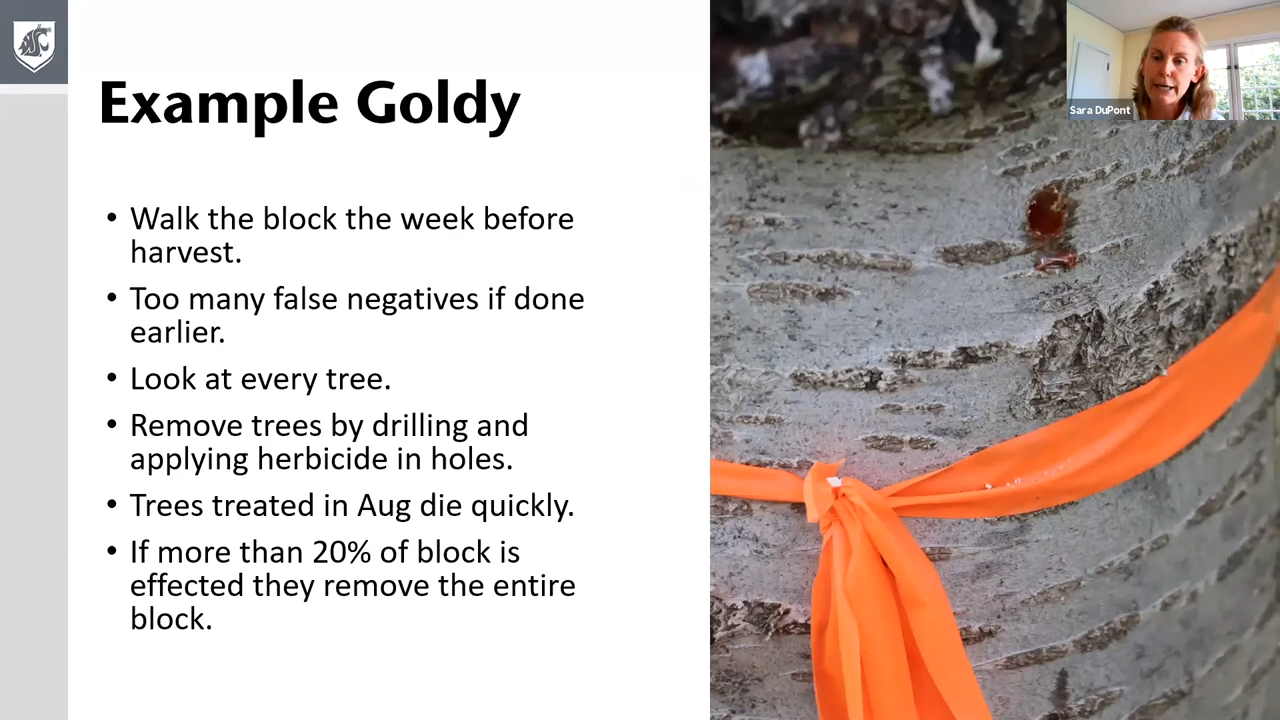 Example Goldy
Sara DuPont
• Walk the block the week before
harvest.
• Too many false negatives if done
earlier.
• Look at every tree.
• Remove trees by drilling and
applying herbicide in holes.
• Trees treated in Aug die quickly.
• If more than 20% of block is
effected they remove the entire
block.